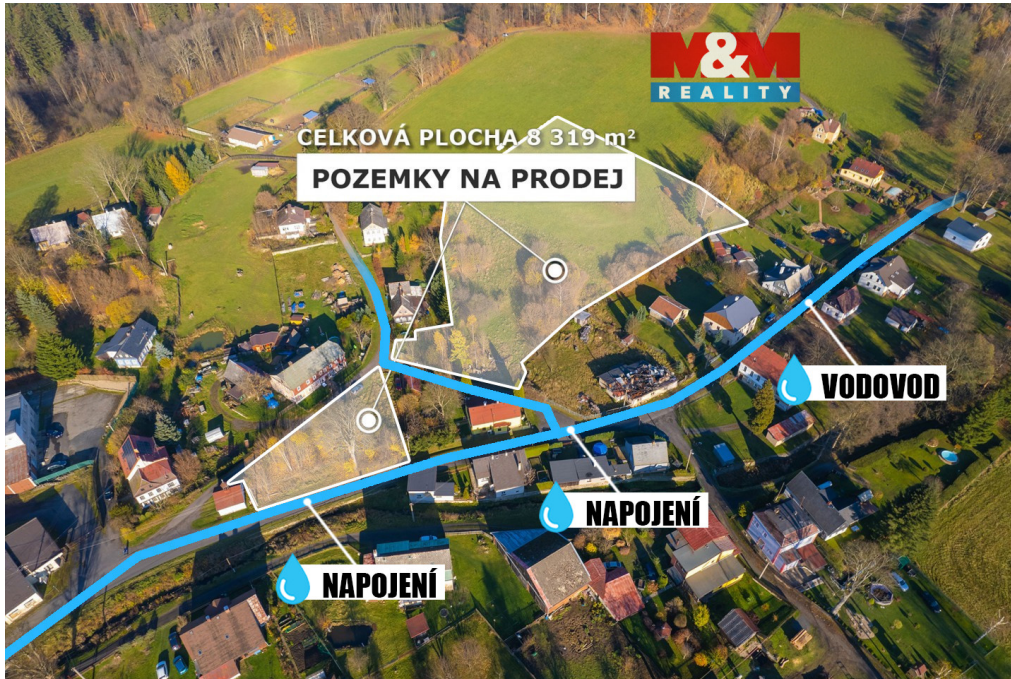 M&M
REALITY
CELKOVÁ PLOCHA 8 319 m²
POZEMKY NA PRODEJ
VODOVOD
NAPOJENÍ
NAPOJENÍ